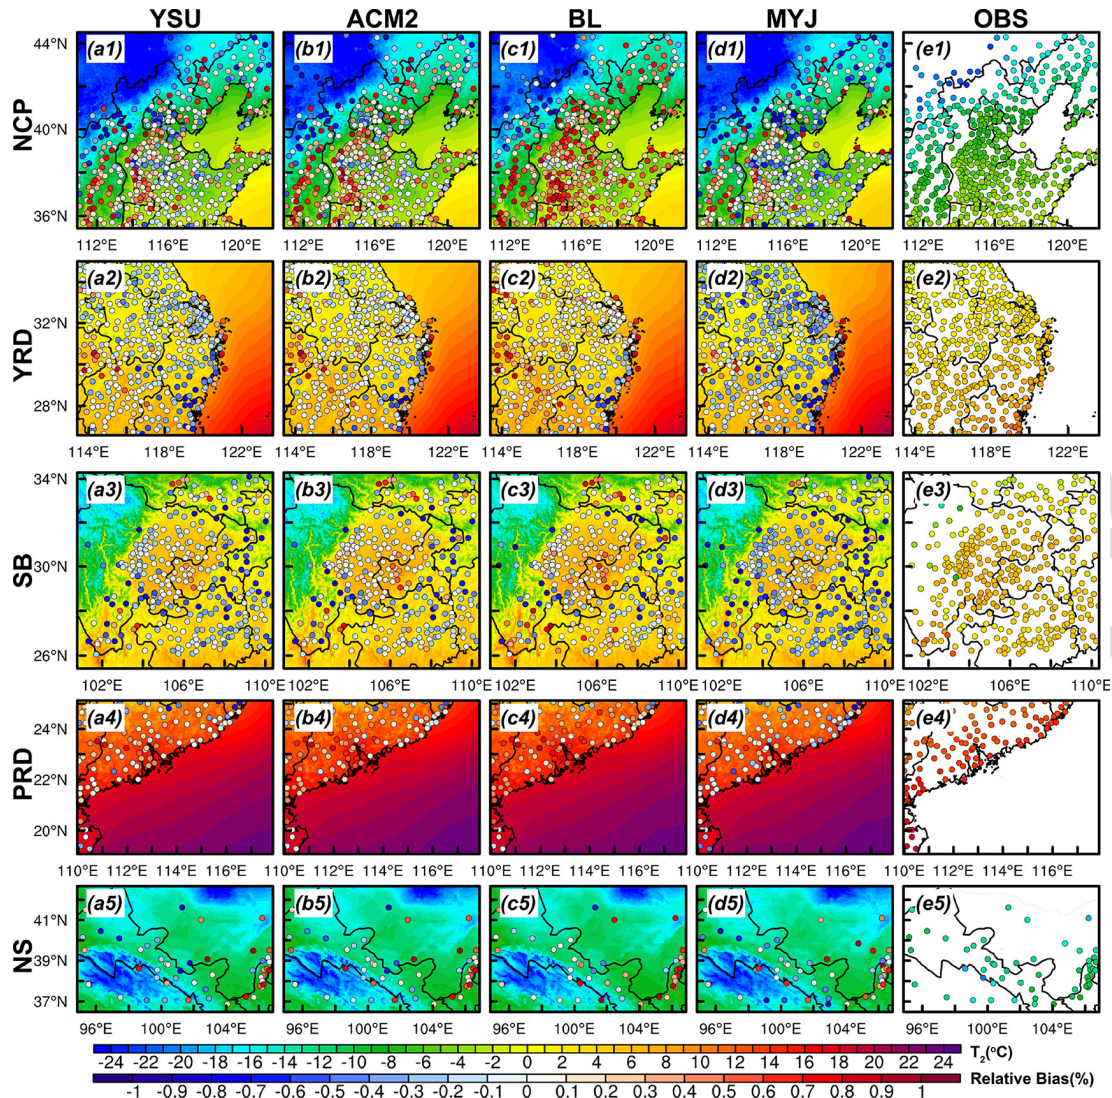 YSU ACM2 BL MYJ OBS
NCP
44°N
40°N
36°N
(a1) (b1) (c1) (d1) (e1)
112°E 116°E 120°E 112°E 116°E 120°E 112°E 116°E 120°E 112°E 116°E 120°E 112°E 116°E 120°E
YRD
32°N
28°N
(a2) (b2) (c2) (d2) (e2)
114°E 118°E 122°E 114°E 118°E 122°E 114°E 118°E 122°E 114°E 118°E 122°E 114°E 118°E 122°E
SB
34°N
30°N
26°N
(a3) (b3) (c3) (d3) (e3)
102°E 106°E 110°E 102°E 106°E 110°E 102°E 106°E 110°E 102°E 106°E 110°E 102°E 106°E 110°E
PRD
24°N
22°N
20°N
(a4) (b4) (c4) (d4) (e4)
110°E 112°E 114°E 116°E 110°E 112°E 114°E 116°E 110°E 112°E 114°E 116°E 110°E 112°E 114°E 116°E 110°E 112°E 114°E 116°E
NS
41°N
39°N
37°N
(a5) (b5) (c5) (d5) (e5)
96°E 100°E 104°E 96°E 100°E 104°E 96°E 100°E 104°E 96°E 100°E 104°E 96°E 100°E 104°E
-24 -22 -20 -18 -16 -14 -12 -10 -8 -6 -4 -2 0 2 4 6 8 10 12 14 16 18 20 22 24 T₂(°C)
-1 -0.8 -0.7 -0.6 -0.5 -0.4 -0.3 -0.2 -0.1 0 0.1 0.2 0.3 0.4 0.5 0.6 0.7 0.8 1 Relative Bias(%)